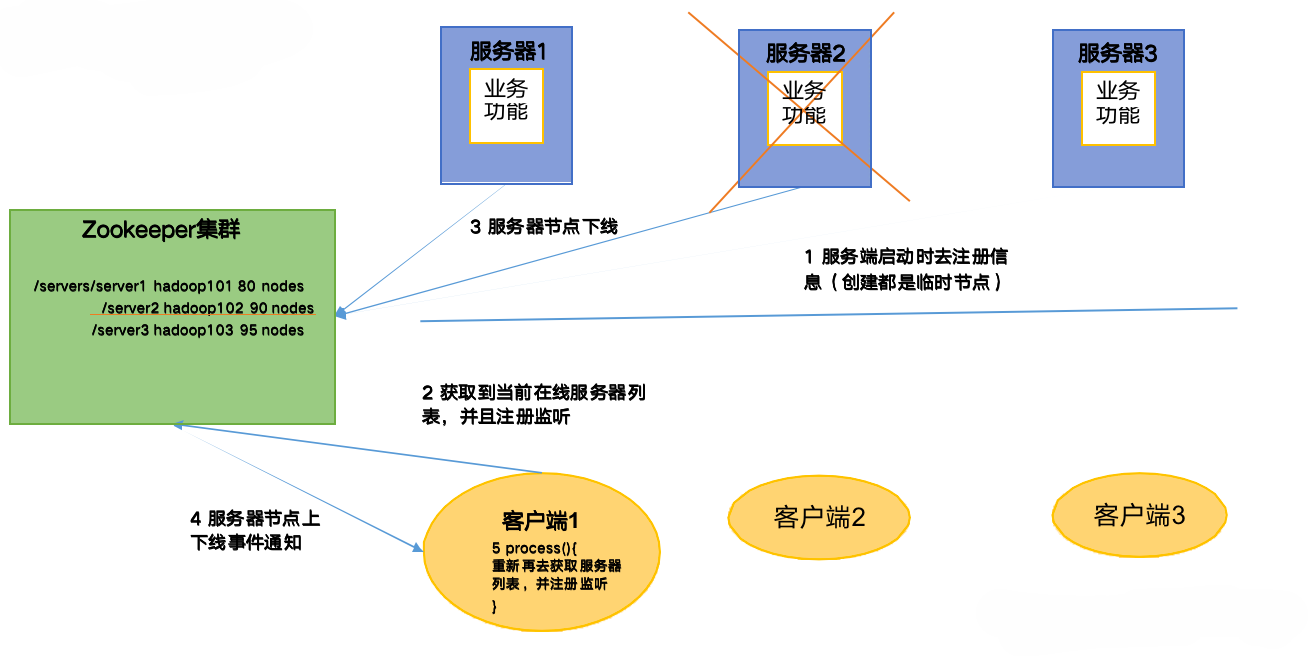 服务器1
业务
功能
服务器2
业务
功能
服务器3
业务
功能
3 服务器节点下线
1 服务端启动时去注册信
息（创建都是临时节点）
Zookeeper集群
/servers/server1 hadoop101 80 nodes
/server2 hadoop102 90 nodes
/server3 hadoop103 95 nodes
2 获取到当前在线服务器列
表，并且注册监听
4 服务器节点上
下线事件通知
客户端1
5 process(){
重新再去获取服务器
列表，并注册监听
}
客户端2
客户端3